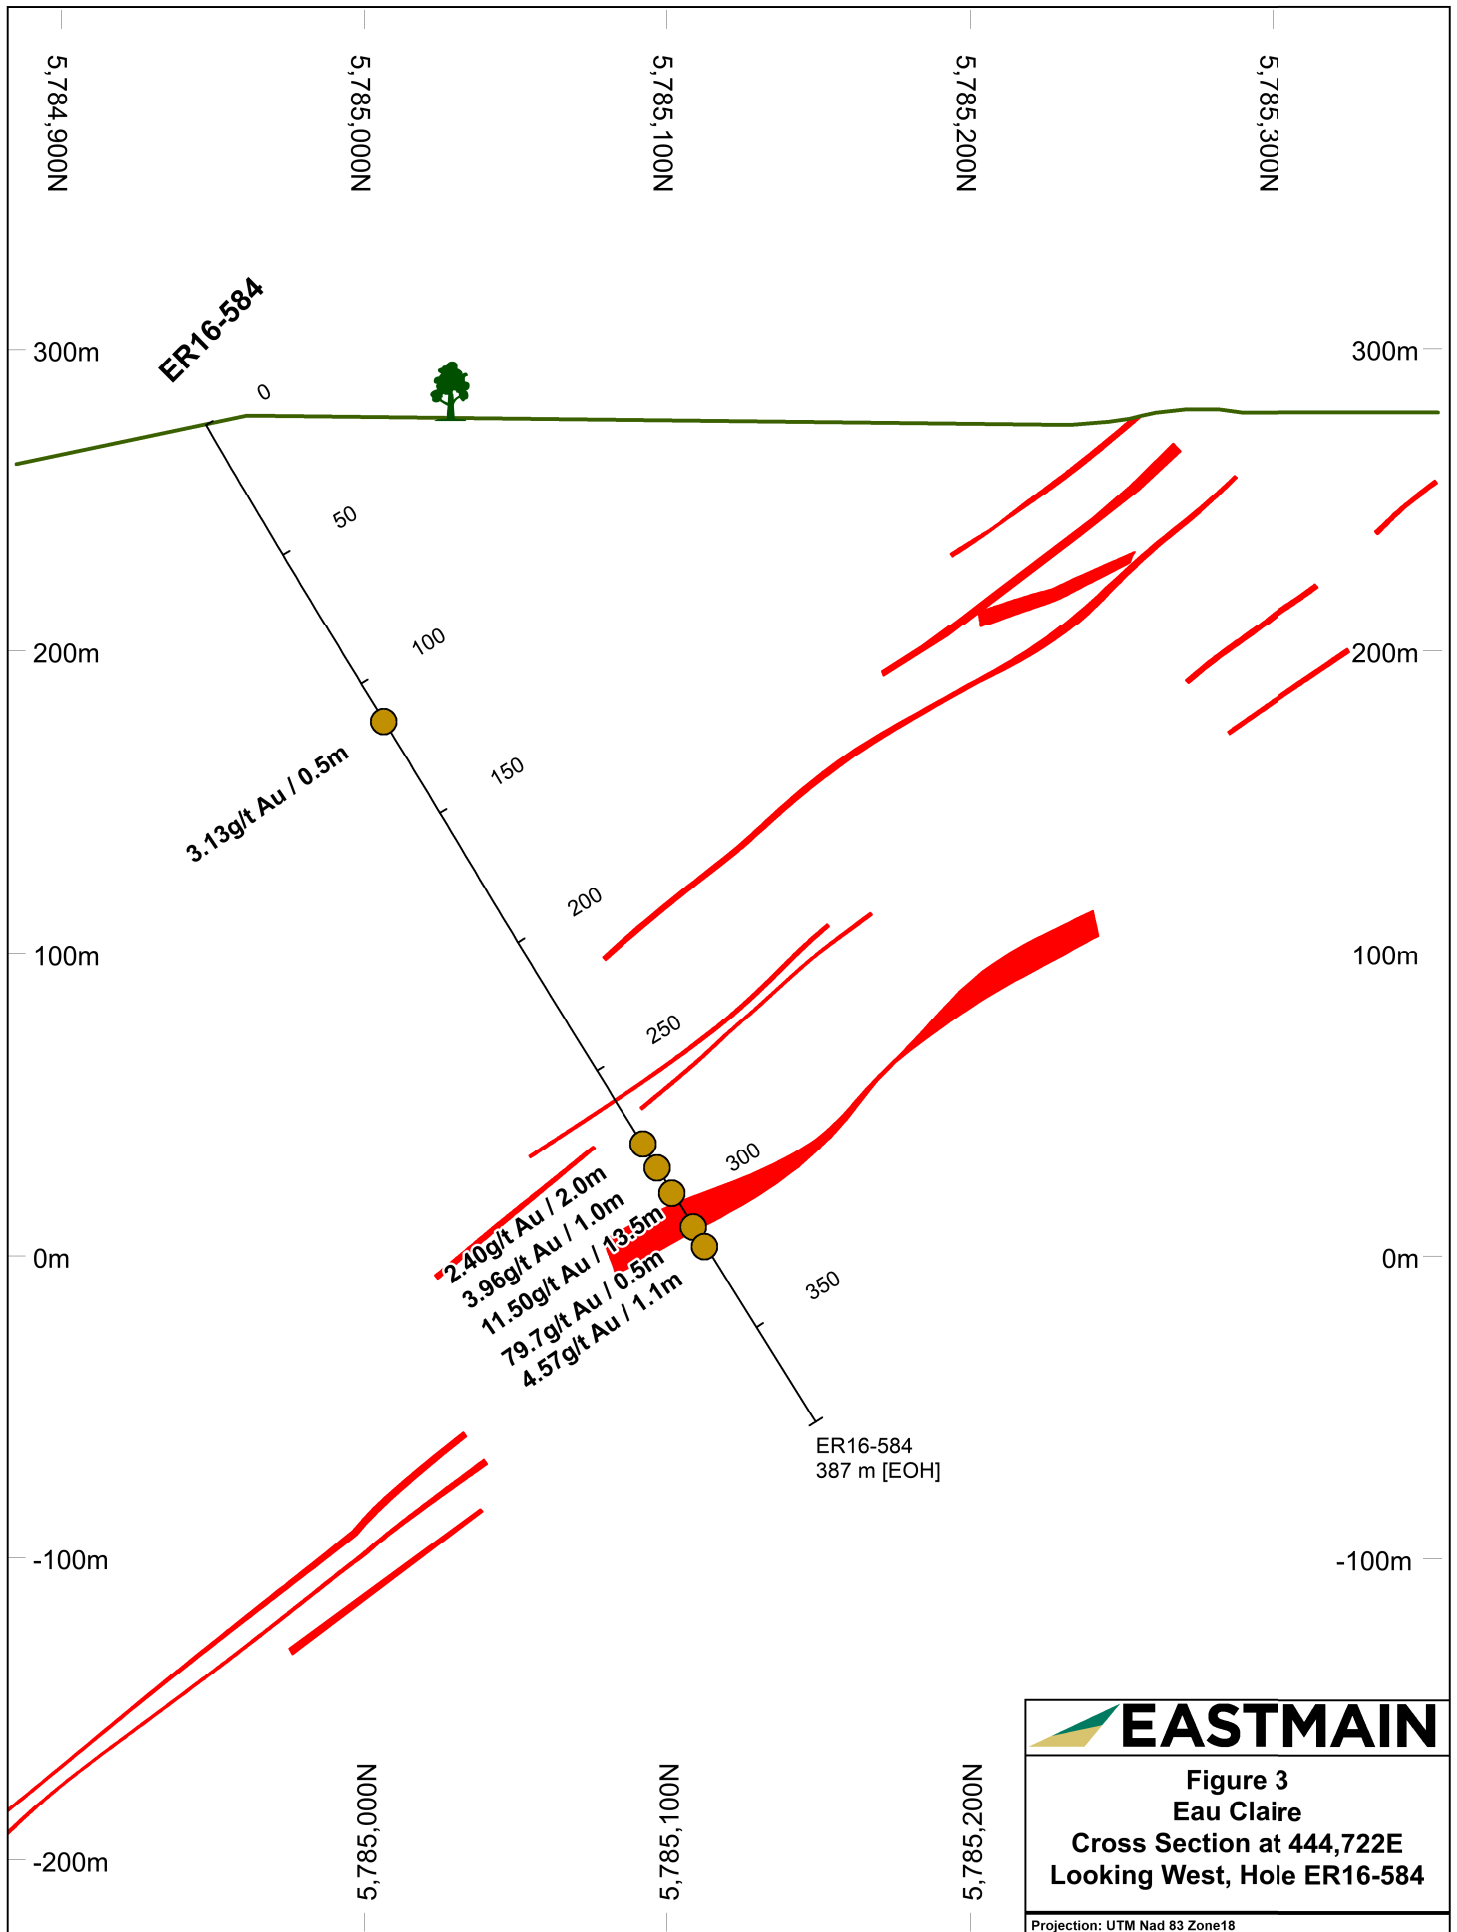 5,784,900N
5,785,000N
5,785,100N
5,785,200N
5,785,300N
ER16-584
300m
300m
0
50
100
200m
200m
3.13g/t Au / 0.5m
150
200
100m
100m
250
300
2.40g/t Au / 2.0m
3.96g/t Au / 1.0m
11.50g/t Au / 13.5m
79.7g/t Au / 0.5m
4.57g/t Au / 1.1m
0m
0m
350
ER16-584
387 m [EOH]
-100m
-100m
-200m
5,785,000N
5,785,100N
5,785,200N
EASTMAIN
Figure 3
Eau Claire
Cross Section at 444,722E
Looking West, Hole ER16-584
Projection: UTM Nad 83 Zone18